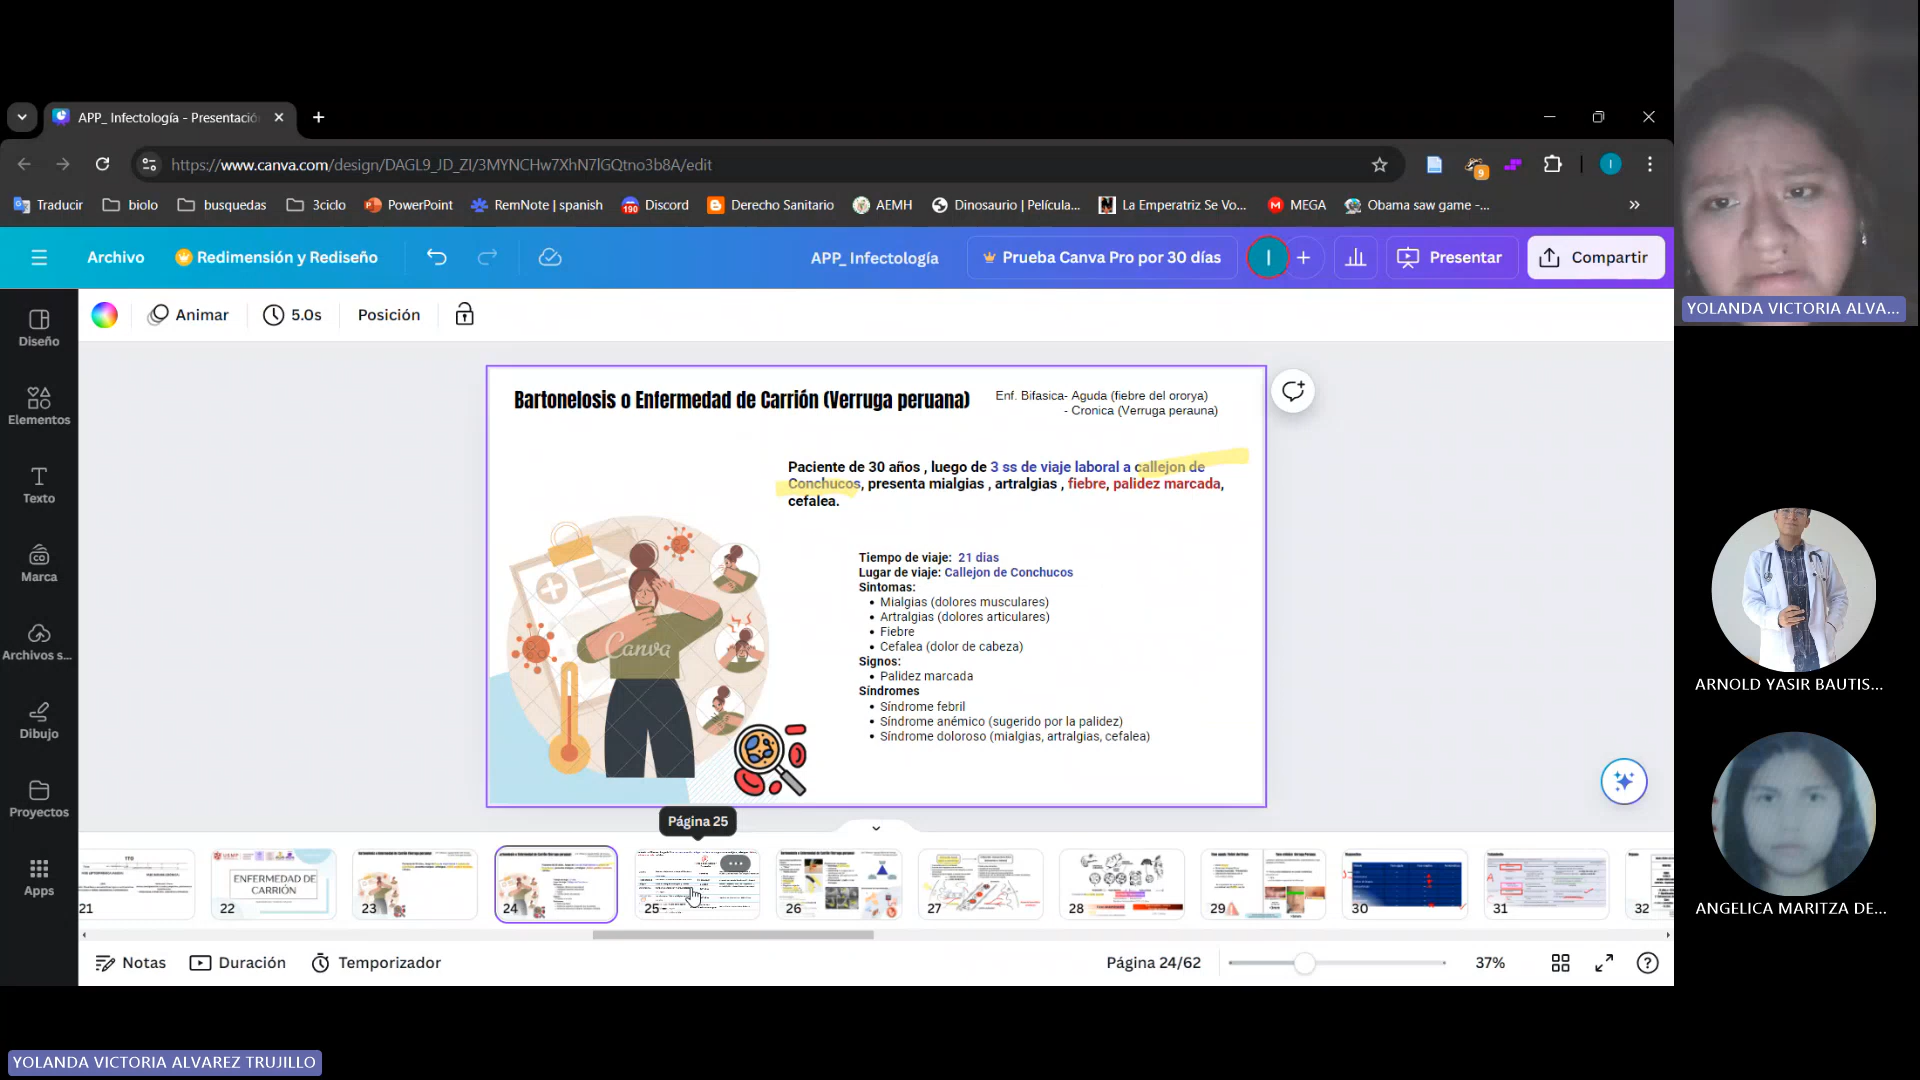 APP_ Infectología - Presentació
https://www.canva.com/design/DAGL9_JD_ZI/3MYNCHw7XhN7lGQtno3b8A/edit
9
I
Traducir
biolo
busquedas
3ciclo
PowerPoint
RemNote | spanish
190
Discord
Derecho Sanitario
AEMH
Dinosaurio | Película...
La Emperatriz Se Vo...
MEGA
Obama saw game -...
Archivo
Redimensión y Rediseño
APP_ Infectología
Prueba Canva Pro por 30 días
I
Presentar
Compartir
YOLANDA VICTORIA ALVA...
Animar
5.0s
Posición
Diseño
Elementos
Texto
Marca
Archivos s...
Dibujo
Proyectos
Apps
Bartonelosis o Enfermedad de Carrión (Verruga peruana)
Enf. Bifasica- Aguda (fiebre del ororya)
- Cronica (Verruga perauna)
Paciente de 30 años , luego de 3 ss de viaje laboral a callejon de
Conchucos, presenta mialgias , artralgias , fiebre, palidez marcada,
cefalea.
Tiempo de viaje: 21 dias
Lugar de viaje: Callejon de Conchucos
Sintomas:
Mialgias (dolores musculares)
Artralgias (dolores articulares)
Fiebre
Cefalea (dolor de cabeza)
Signos:
Palidez marcada
Síndromes
Síndrome febril
Síndrome anémico (sugerido por la palidez)
Síndrome doloroso (mialgias, artralgias, cefalea)
Canva
ARNOLD YASIR BAUTIS...
ANGELICA MARITZA DE...
Página 25
TTO
21
ENFERMEDAD DE
CARRIÓN
22
23
24
25
26
27
28
29
30
31
32
Notas
Duración
Temporizador
Página 24/62
37%
YOLANDA VICTORIA ALVAREZ TRUJILLO